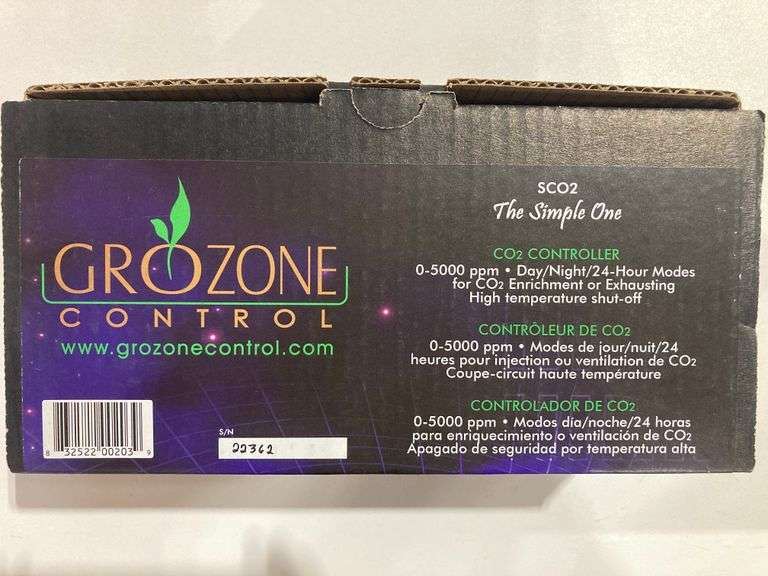 GROZONE
CONTROL
www.grozonecontrol.com
8 32522 00203 9
S/N
22362
SCO2
The Simple One
CO2 CONTROLLER
0-5000 ppm • Day/Night/24-Hour Modes
for CO2 Enrichment or Exhausting
High temperature shut-off
CONTRÔLEUR DE CO2
0-5000 ppm • Modes de jour/nuit/24
heures pour injection ou ventilation de CO2
Coupe-circuit haute température
CONTROLADOR DE CO2
0-5000 ppm • Modos día/noche/24 horas
para enriquecimiento o ventilación de CO2
Apagado de seguridad por temperatura alta